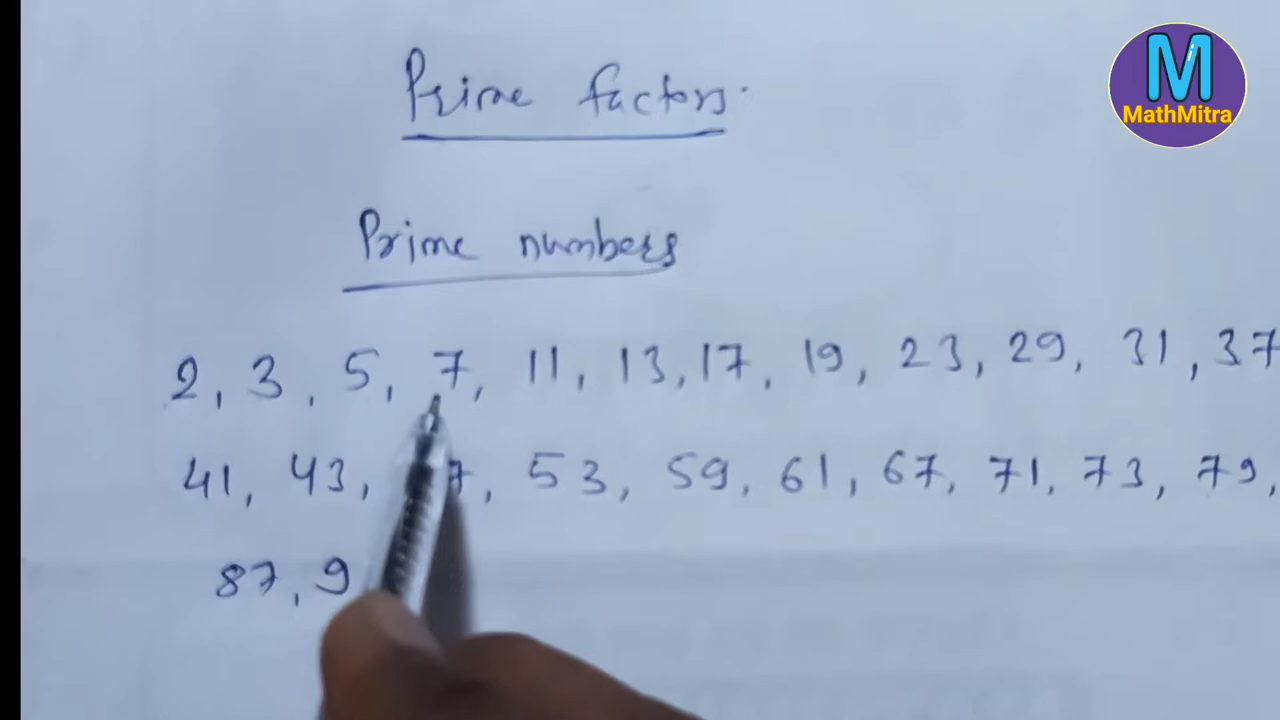 M
MathMitra
Prime factors.
Prime numbers
2, 3, 5, 7, 11, 13, 17, 19, 23, 29, 31, 37
41, 43, 53, 59, 61, 67, 71, 73, 79,
87, 9